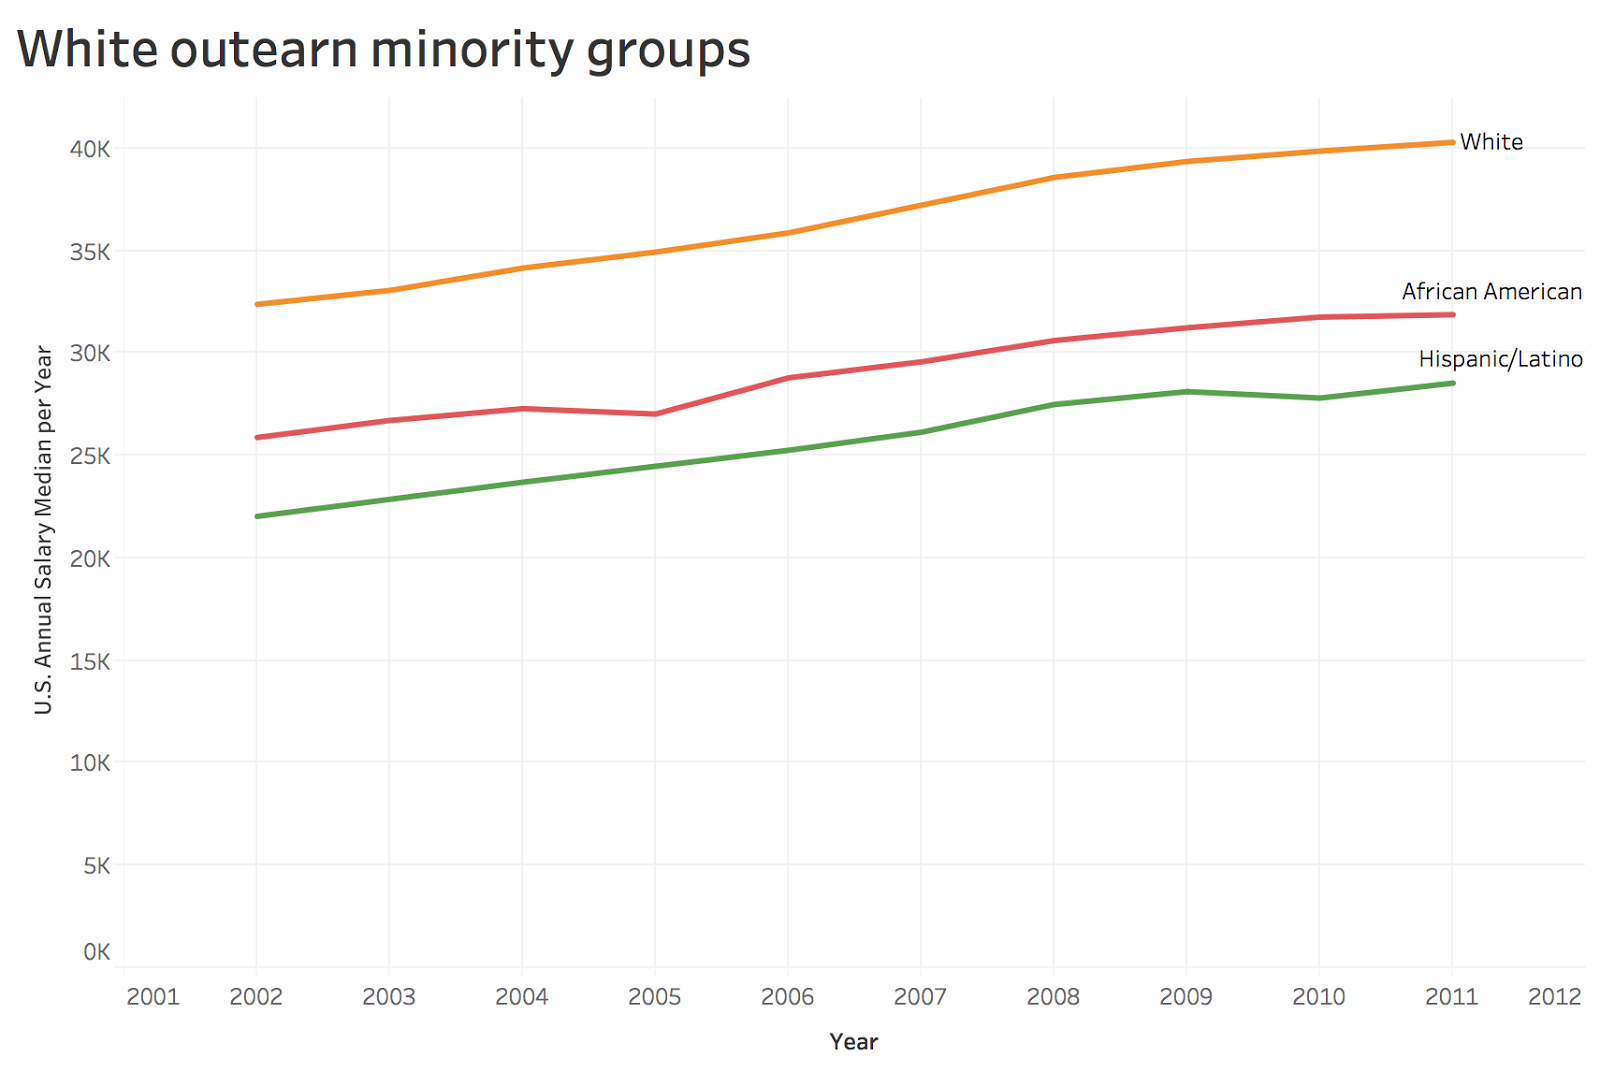 White outearn minority groups
40K
35K
30K
25K
20K
15K
10K
5K
0K
U.S. Annual Salary Median per Year
White
African American
Hispanic/Latino
2001 2002 2003 2004 2005 2006 2007 2008 2009 2010 2011 2012
Year